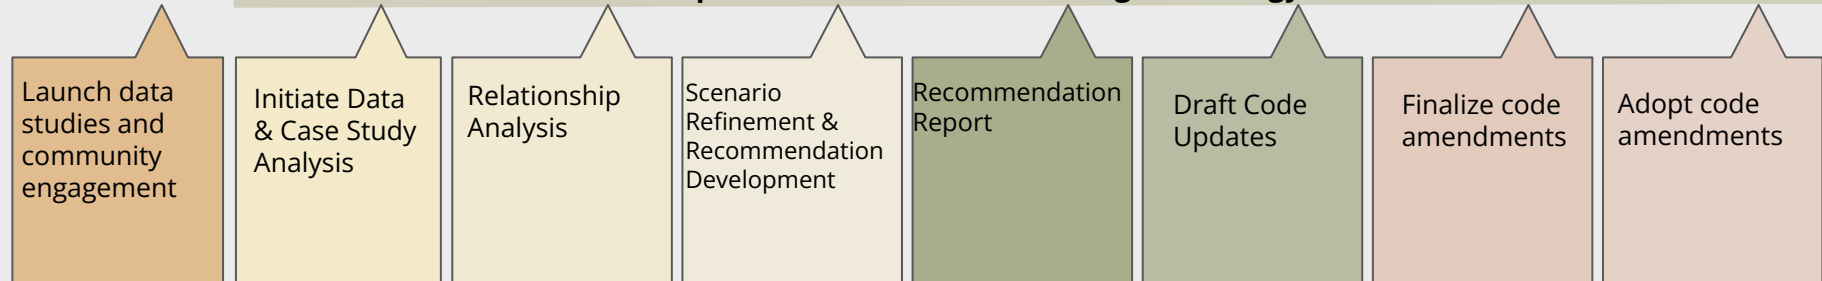 Launch data
studies and
community
engagement
Initiate Data
& Case Study
Analysis
Relationship
Analysis
Scenario
Refinement &
Recommendation
Development
Recommendation
Report
Draft Code
Updates
Finalize code
amendments
Adopt code
amendments